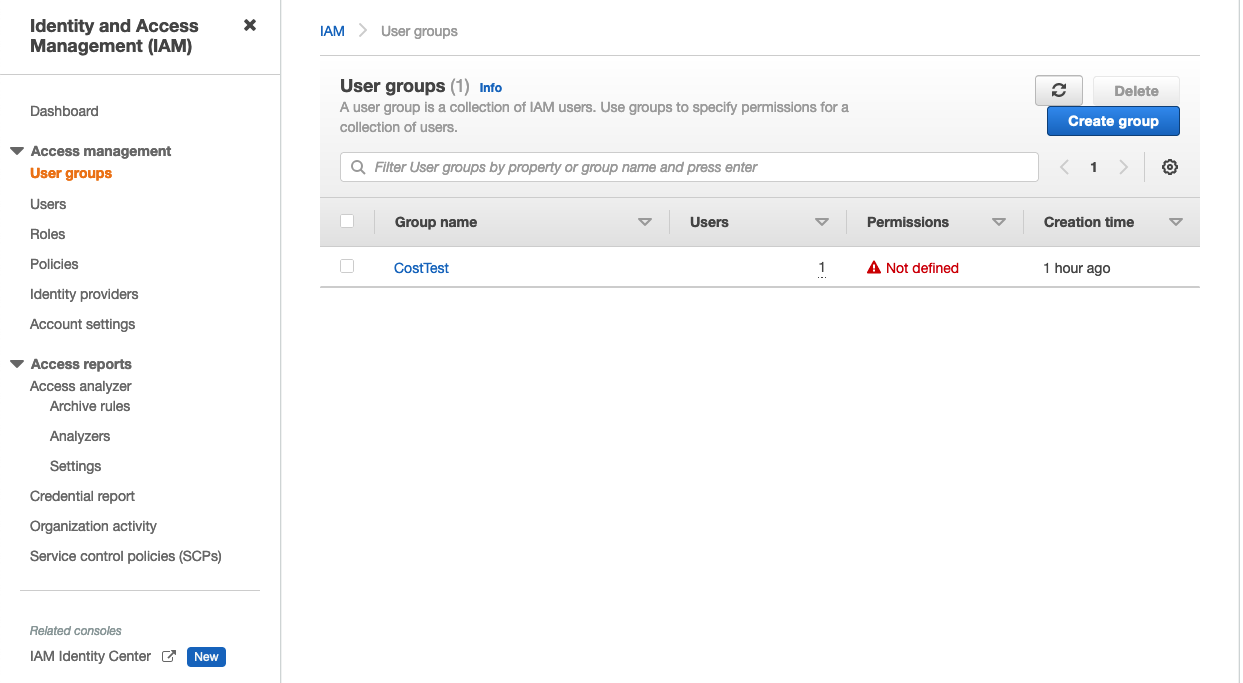 Identity and Access
Management (IAM)
Dashboard
Access management
User groups
Users
Roles
Policies
Identity providers
Account settings
Access reports
Access analyzer
Archive rules
Analyzers
Settings
Credential report
Organization activity
Service control policies (SCPs)
Related consoles
IAM Identity Center New
IAM User groups
User groups (1) Info
A user group is a collection of IAM users. Use groups to specify permissions for a
collection of users.
Delete
Create group
Filter User groups by property or group name and press enter
1
Group name Users Permissions Creation time
CostTest 1 Not defined 1 hour ago